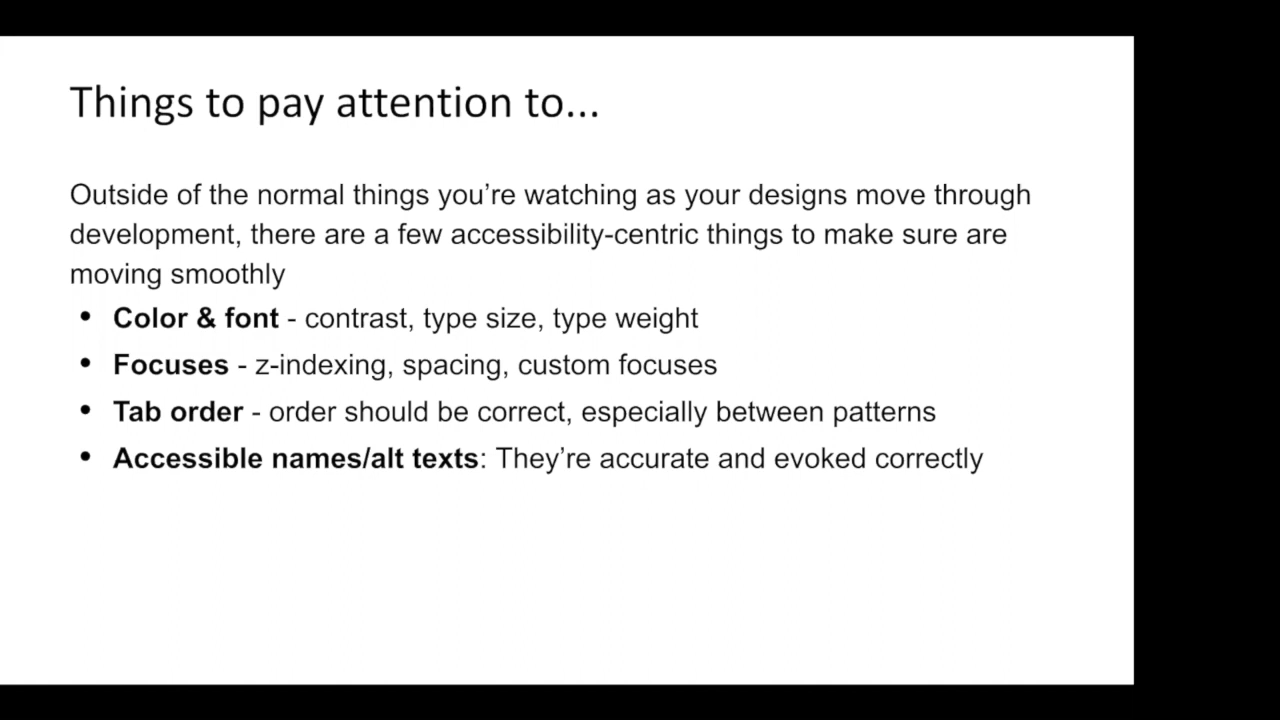 Things to pay attention to...
Outside of the normal things you’re watching as your designs move through
development, there are a few accessibility-centric things to make sure are
moving smoothly
• Color & font - contrast, type size, type weight
• Focuses - z-indexing, spacing, custom focuses
• Tab order - order should be correct, especially between patterns
• Accessible names/alt texts: They’re accurate and evoked correctly